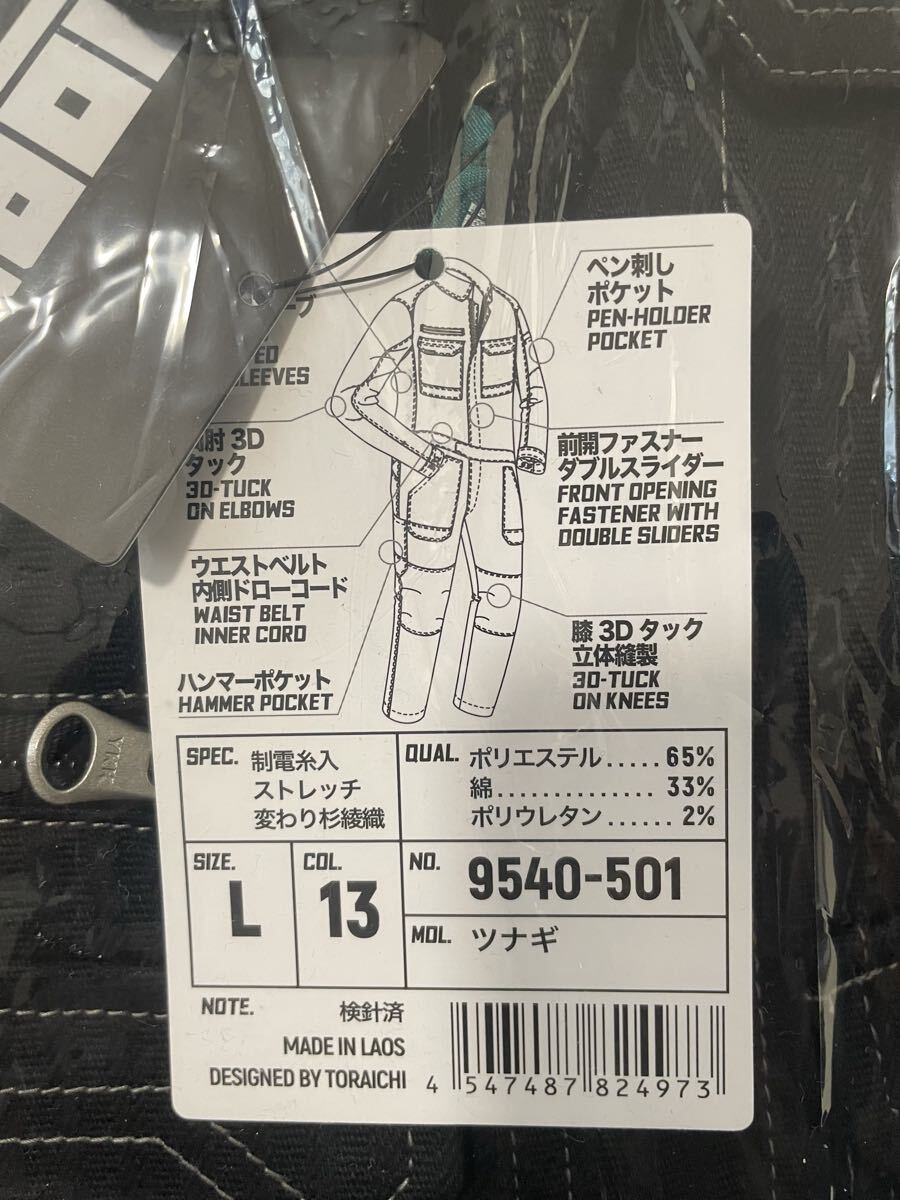 ペン刺し
ポケット
PEN-HOLDER
POCKET
SLEEVES
肘 3D
タック
3D-TUCK
ON ELBOWS
前開ファスナー
ダブルスライダー
FRONT OPENING
FASTENER WITH
DOUBLE SLIDERS
ウエストベルト
内側ドローコード
WAIST BELT
INNER CORD
膝 3D タック
立体縫製
3D-TUCK
ON KNEES
ハンマーポケット
HAMMER POCKET
SPEC. 制電糸入
ストレッチ
変わり杉綾織
QUAL. ポリエステル..... 65%
綿.............. 33%
ポリウレタン...... 2%
SIZE. L
COL. 13
NO. 9540-501
MDL. ツナギ
NOTE. 検針済
MADE IN LAOS
DESIGNED BY TORAICHI
4 547487 824973
YKK